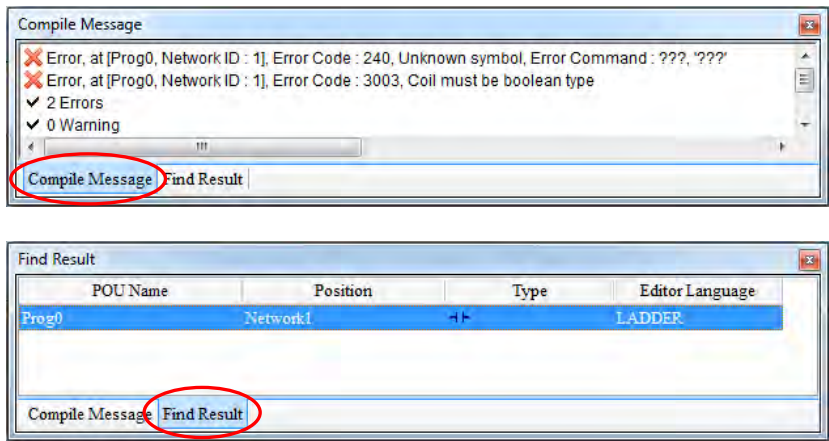 Compile Message
Error, at [Prog0, Network ID : 1], Error Code : 240, Unknown symbol, Error Command : ???, '???'
Error, at [Prog0, Network ID : 1], Error Code : 3003, Coil must be boolean type
2 Errors
0 Warning
Compile Message Find Result
Find Result
POU Name Position Type Editor Language
Prog0 Network1 LADDER
Compile Message Find Result